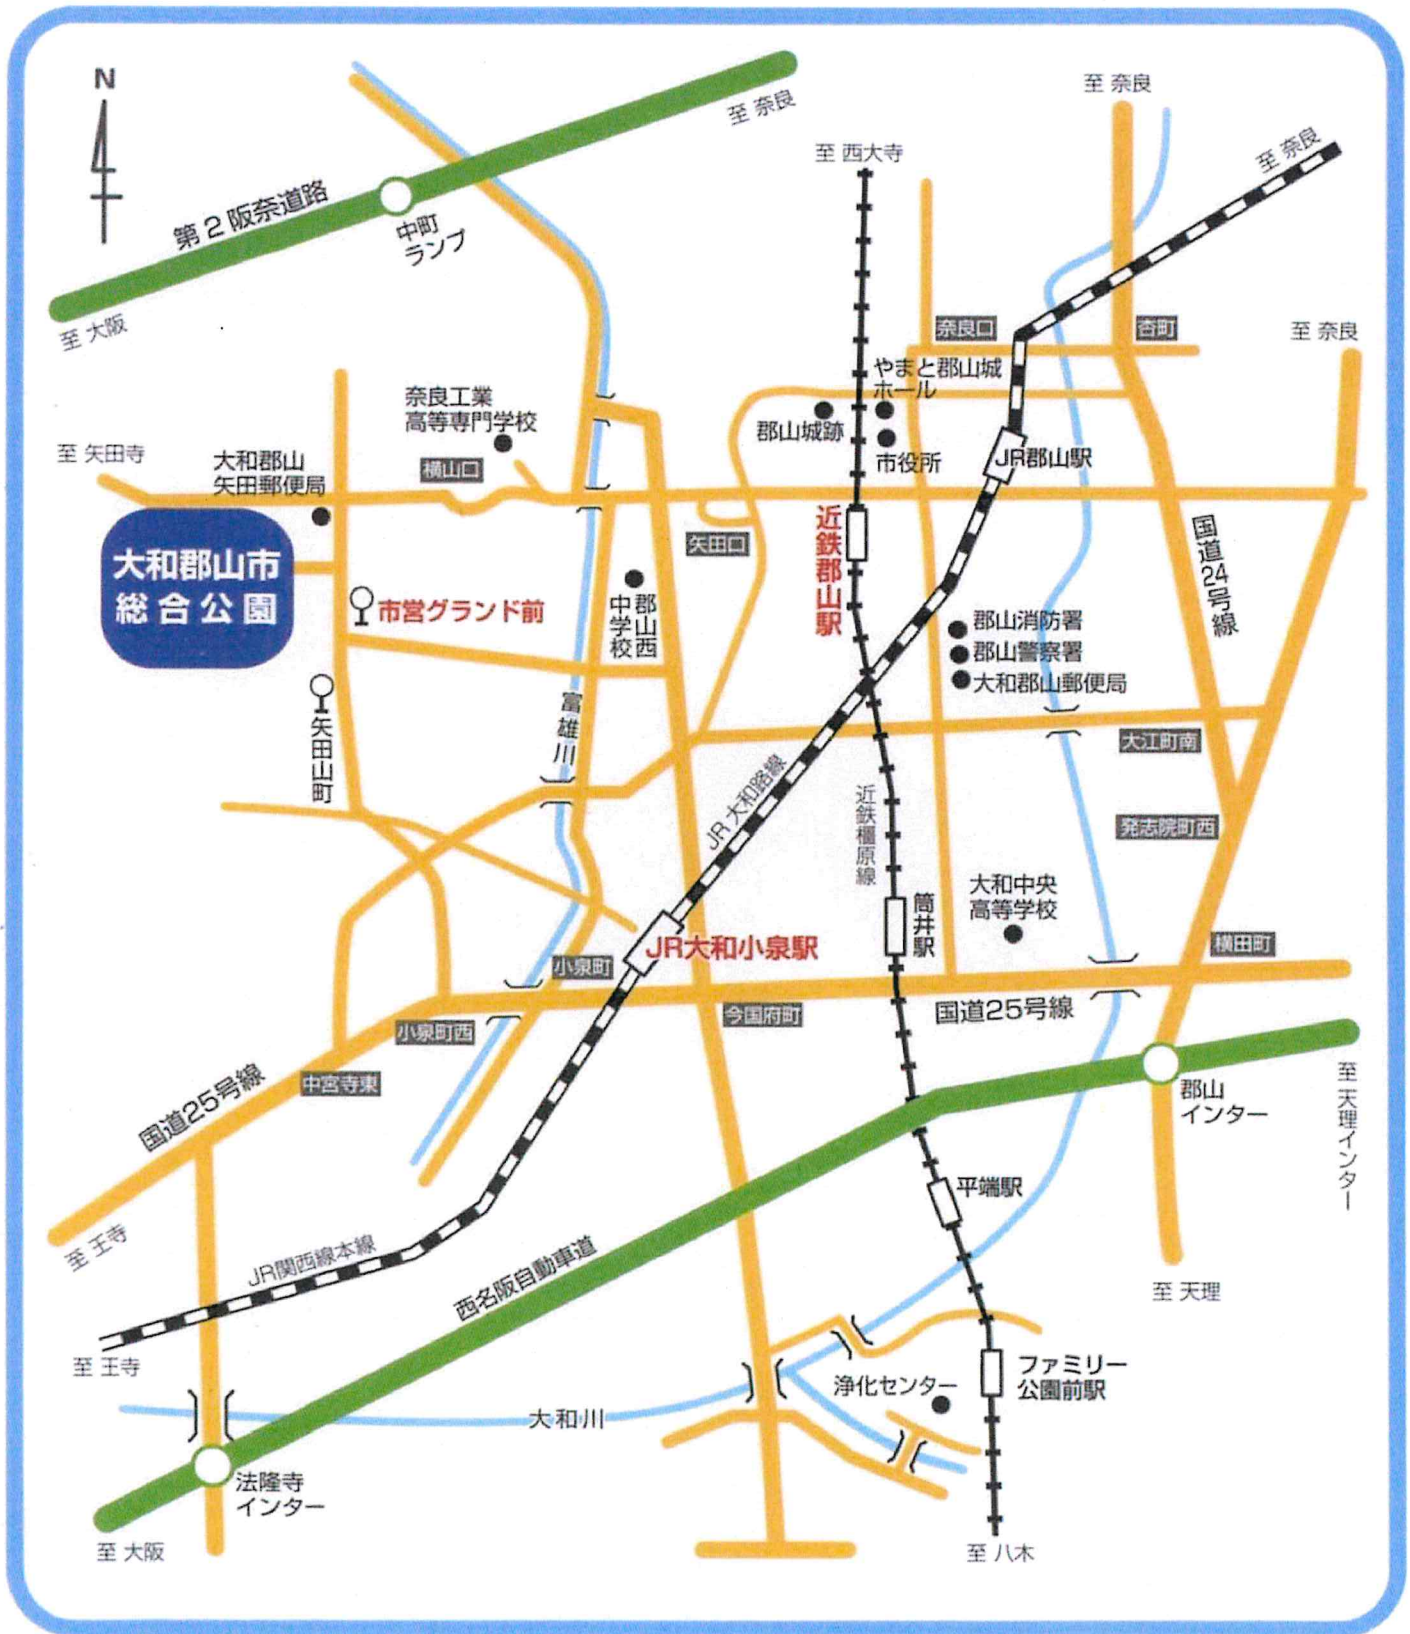 N
至 奈良
第2阪奈道路
中町
ランプ
至 大阪
至 奈良
至 西大寺
至 奈良
奈良口
杏町
至 奈良
やまと郡山城
ホール
郡山城跡
市役所
JR郡山駅
奈良工業
高等専門学校
横山口
至 矢田寺
大和郡山
矢田郵便局
大和郡山市
総合公園
市営グランド前
郡山西
中学校
矢田口
近鉄郡山駅
国道24号線
郡山消防署
郡山警察署
大和郡山郵便局
矢田山町
富雄川
大江町南
JR大和路線
近鉄橿原線
発志院町西
大和中央
高等学校
筒井駅
横田町
JR大和小泉駅
小泉町
小泉町西
今国府町
国道25号線
中宮寺東
国道25号線
郡山
インター
至 天理インター
至 王寺
平端駅
JR関西線本線
西名阪自動車道
至 天理
至 王寺
ファミリー
公園前駅
浄化センター
大和川
法隆寺
インター
至 大阪
至 八木